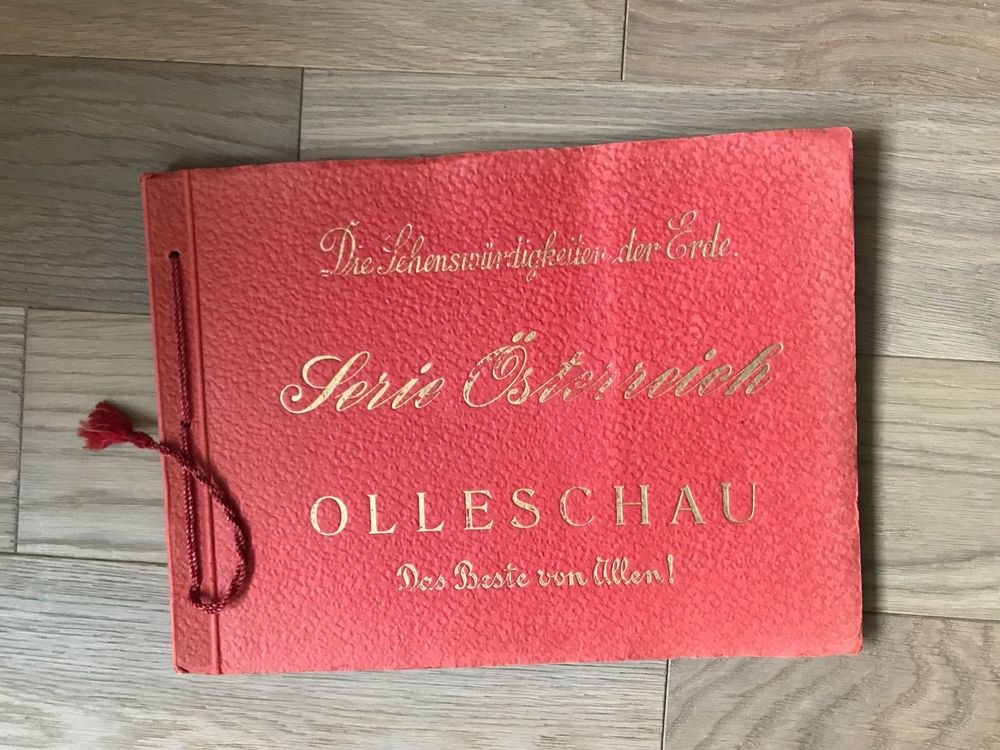 Die Sehenswürdigkeiten der Erde.
Serie Österreich
OLLESCHAU
Das Beste von Allen!